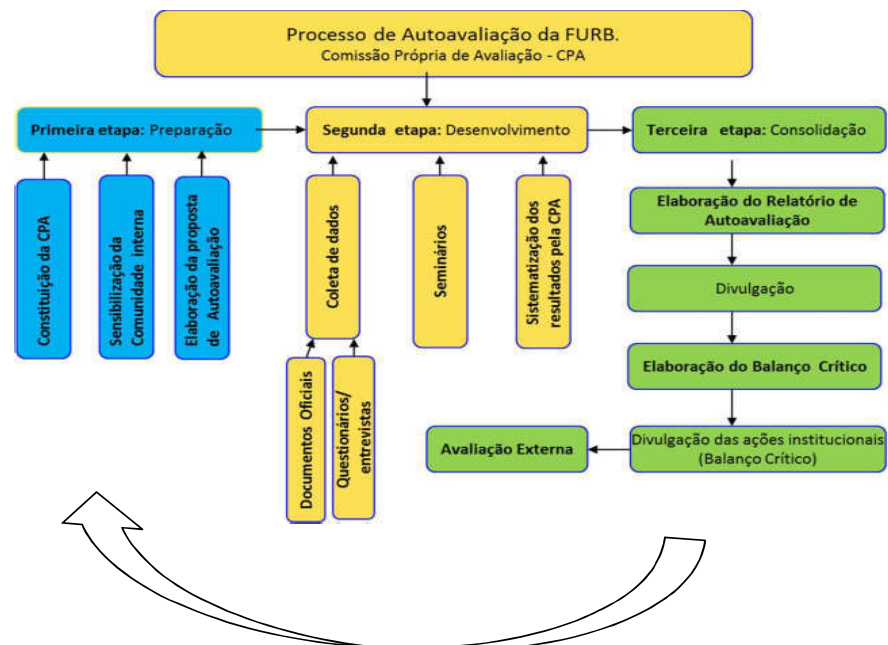 Processo de Autoavaliação da FURB.
Comissão Própria de Avaliação - CPA
Primeira etapa: Preparação
Segunda etapa: Desenvolvimento
Terceira etapa: Consolidação
Constituição da CPA
Sensibilização da
Comunidade interna
Elaboração da proposta
de Autoavaliação
Coleta de dados
Seminários
Sistematização dos
resultados pela CPA
Documentos Oficiais
Questionários/
entrevistas
Elaboração do Relatório de
Autoavaliação
Divulgação
Elaboração do Balanço Crítico
Divulgação das ações institucionais
(Balanço Crítico)
Avaliação Externa